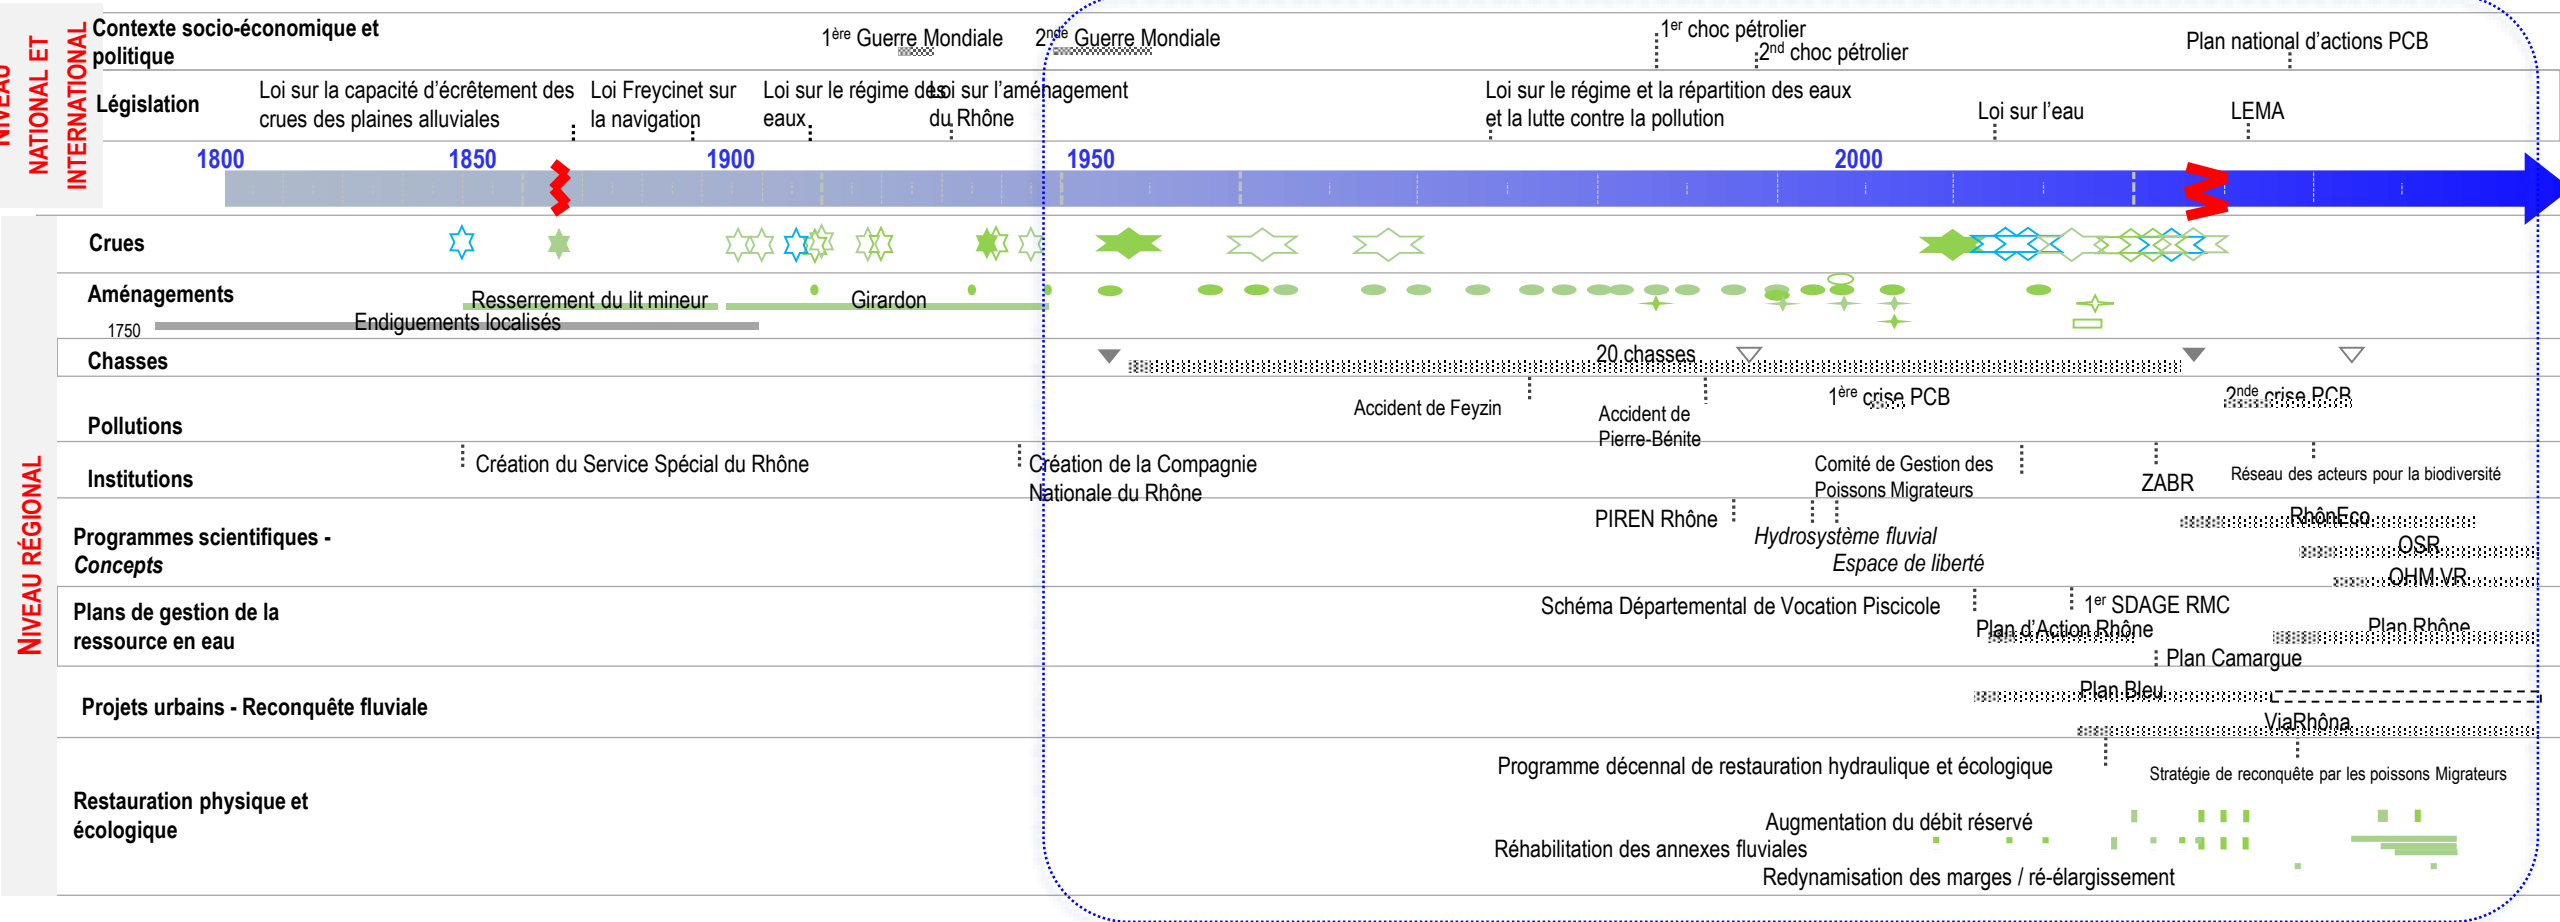 NIVEAU
NATIONAL ET
INTERNATIONAL
Contexte socio-économique et
politique
1ère Guerre Mondiale
2nde Guerre Mondiale
1er choc pétrolier
2nd choc pétrolier
Plan national d’actions PCB
Législation
Loi sur la capacité d’écrêtement des
crues des plaines alluviales
Loi Freycinet sur
la navigation
Loi sur le régime des
eaux
Loi sur l’aménagement
du Rhône
Loi sur le régime et la répartition des eaux
et la lutte contre la pollution
Loi sur l’eau
LEMA
1800
1850
1900
1950
2000
NIVEAU RÉGIONAL
Crues
Aménagements
Resserrement du lit mineur
Girardon
Endiguements localisés
1750
Chasses
20 chasses
Pollutions
Accident de Feyzin
Accident de
Pierre-Bénite
1ère crise PCB
2nde crise PCB
Institutions
Création du Service Spécial du Rhône
Création de la Compagnie
Nationale du Rhône
Comité de Gestion des
Poissons Migrateurs
ZABR
Réseau des acteurs pour la biodiversité
Programmes scientifiques -
Concepts
PIREN Rhône
Hydrosystème fluvial
Espace de liberté
RhônEco
OSR
OHM VR
Plans de gestion de la
ressource en eau
Schéma Départemental de Vocation Piscicole
1er SDAGE RMC
Plan d’Action Rhône
Plan Rhône
Plan Camargue
Projets urbains - Reconquête fluviale
Plan Bleu
ViaRhôna
Restauration physique et
écologique
Programme décennal de restauration hydraulique et écologique
Stratégie de reconquête par les poissons Migrateurs
Augmentation du débit réservé
Réhabilitation des annexes fluviales
Redynamisation des marges / ré-élargissement